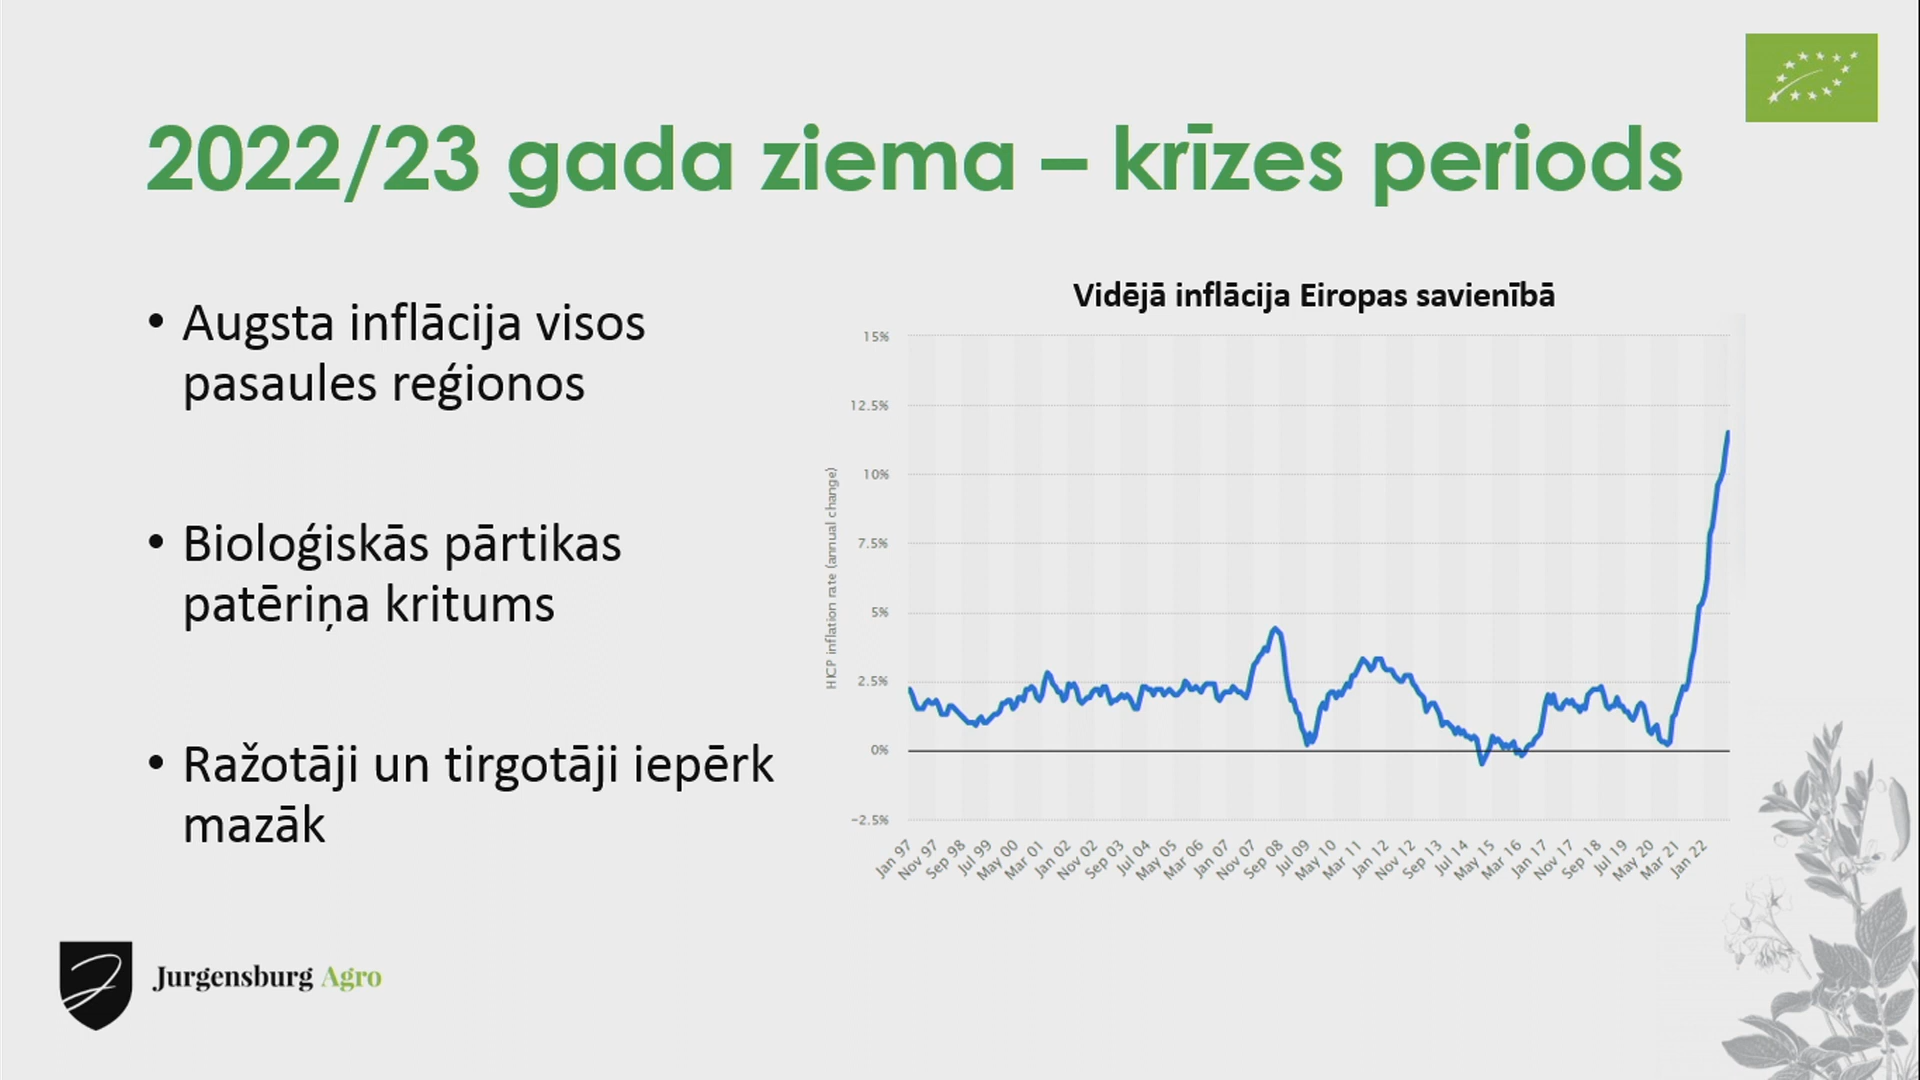 2022/23 gada ziema – krīzes periods
• Augsta inflācija visos
pasaules reģionos
• Bioloģiskās pārtikas
patēriņa kritums
• Ražotāji un tirgotāji iepērk
mazāk
Vidējā inflācija Eiropas savienībā
HICP inflation rate (annual change)
15%
12.5%
10%
7.5%
5%
2.5%
0%
−2.5%
Jan 97
Nov 97
Sep 98
Jul 99
May 00
Mar 01
Jan 02
Nov 02
Sep 03
Jul 04
May 05
Mar 06
Jan 07
Nov 07
Sep 08
Jul 09
May 10
Mar 11
Jan 12
Nov 12
Sep 13
Jul 14
May 15
Mar 16
Jan 17
Nov 17
Sep 18
Jul 19
May 20
Mar 21
Jan 22
Jurgensburg Agro